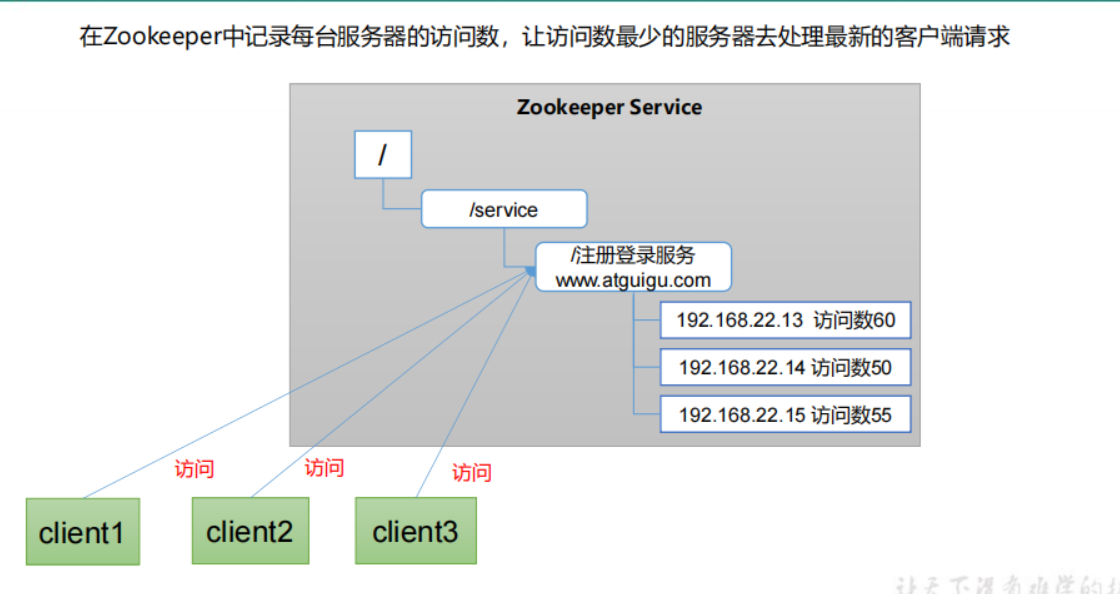 在Zookeeper中记录每台服务器的访问数，让访问数最少的服务器去处理最新的客户端请求
Zookeeper Service
/
/service
/注册登录服务
www.atguigu.com
192.168.22.13 访问数60
192.168.22.14 访问数50
192.168.22.15 访问数55
访问
访问
访问
client1
client2
client3
让天下没有难学的技